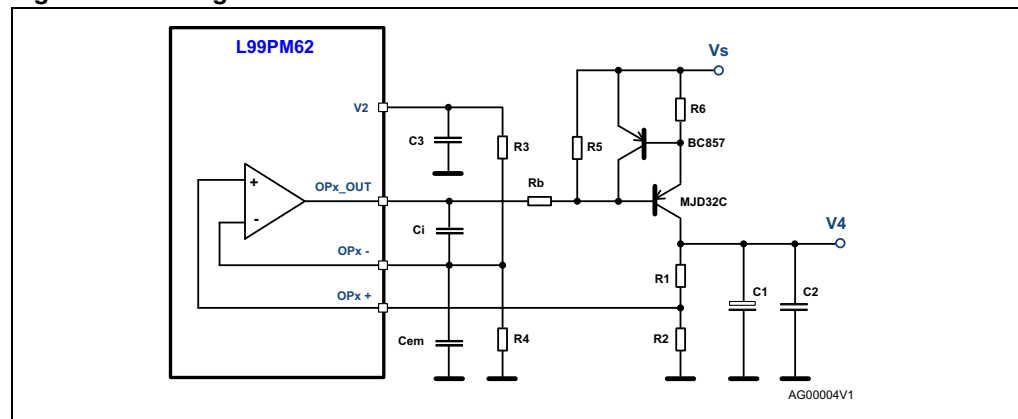 L99PM62
Vs
V2
R6
C3
R3
R5
BC857
Rb
OPx_OUT
MJD32C
+
V4
-
Ci
OPx -
R1
C1
C2
OPx +
Cem
R4
R2
AG00004V1